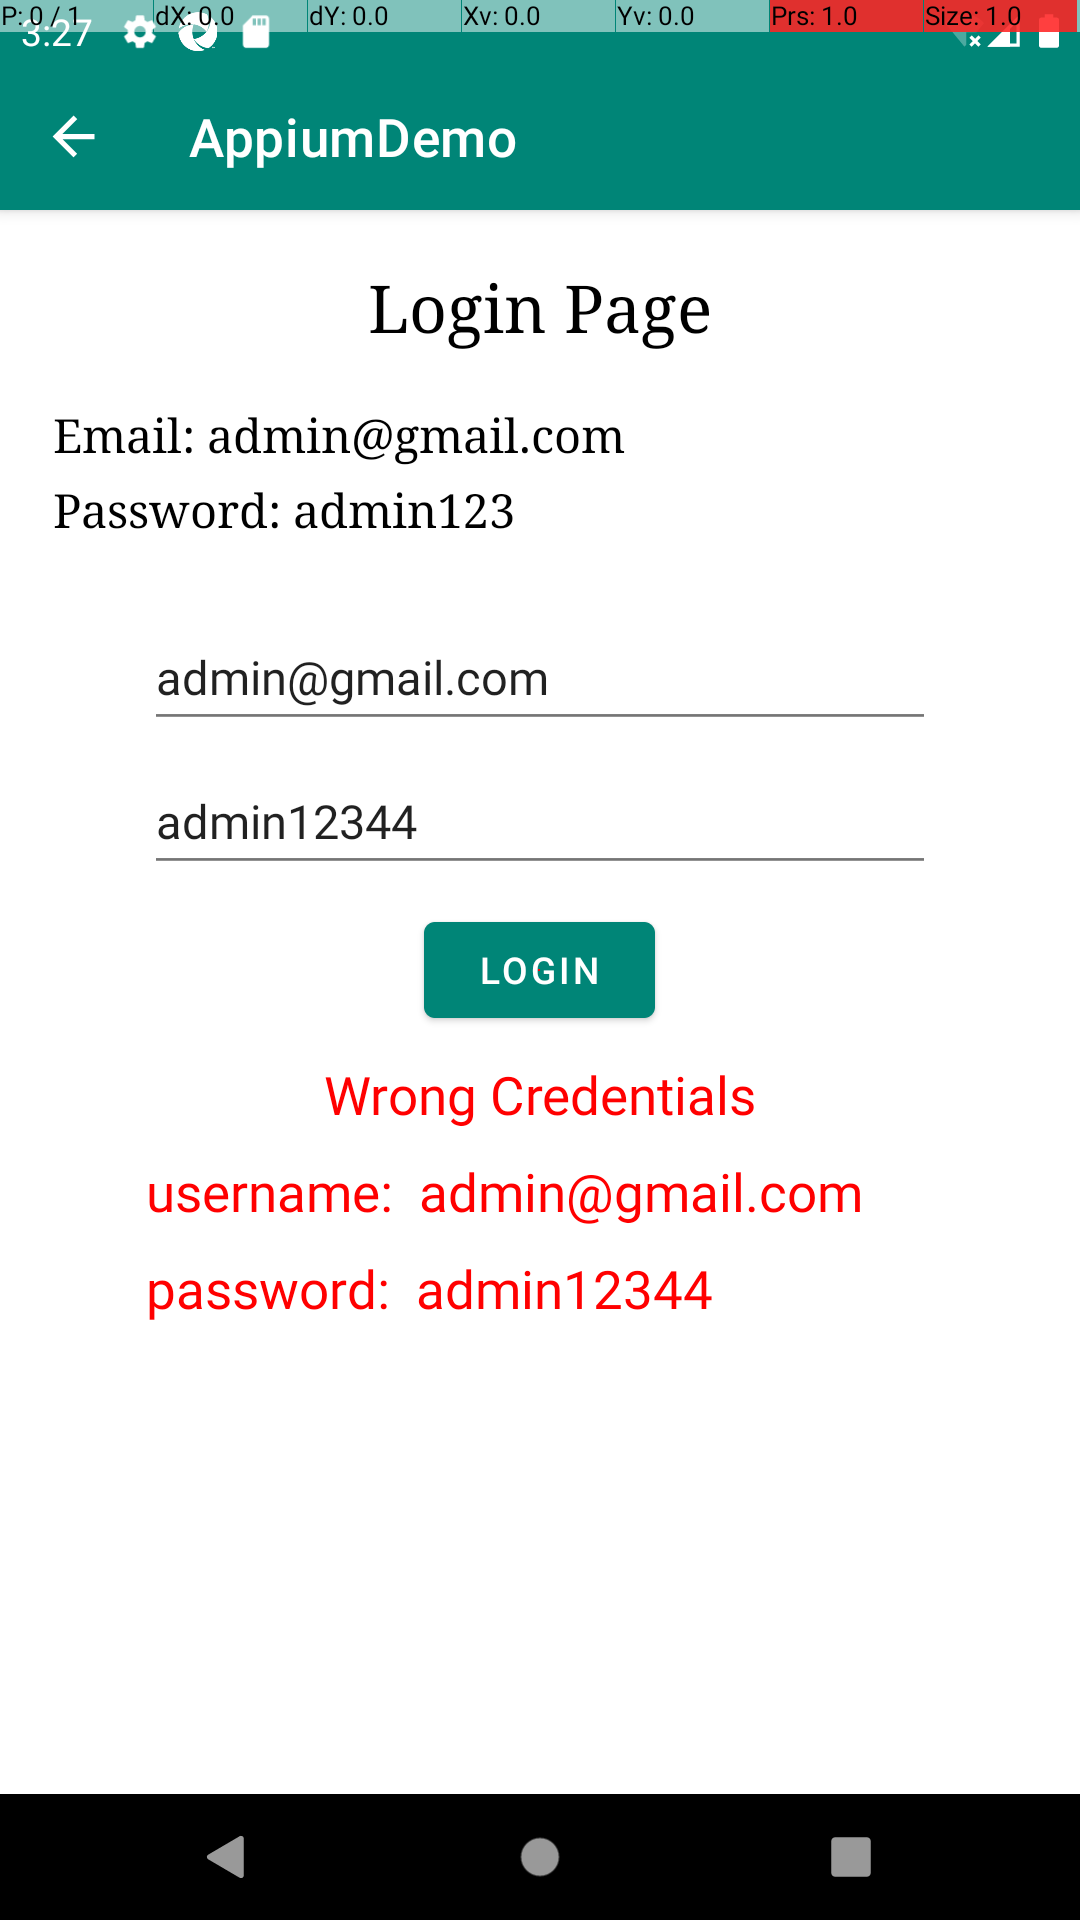 P: 0 / 1 dX: 0.0 dY: 0.0 Xv: 0.0 Yv: 0.0 Prs: 1.0 Size: 1.0
3:27
AppiumDemo
Login Page
Email: admin@gmail.com
Password: admin123
admin@gmail.com
admin12344
LOGIN
Wrong Credentials
username: admin@gmail.com
password: admin12344